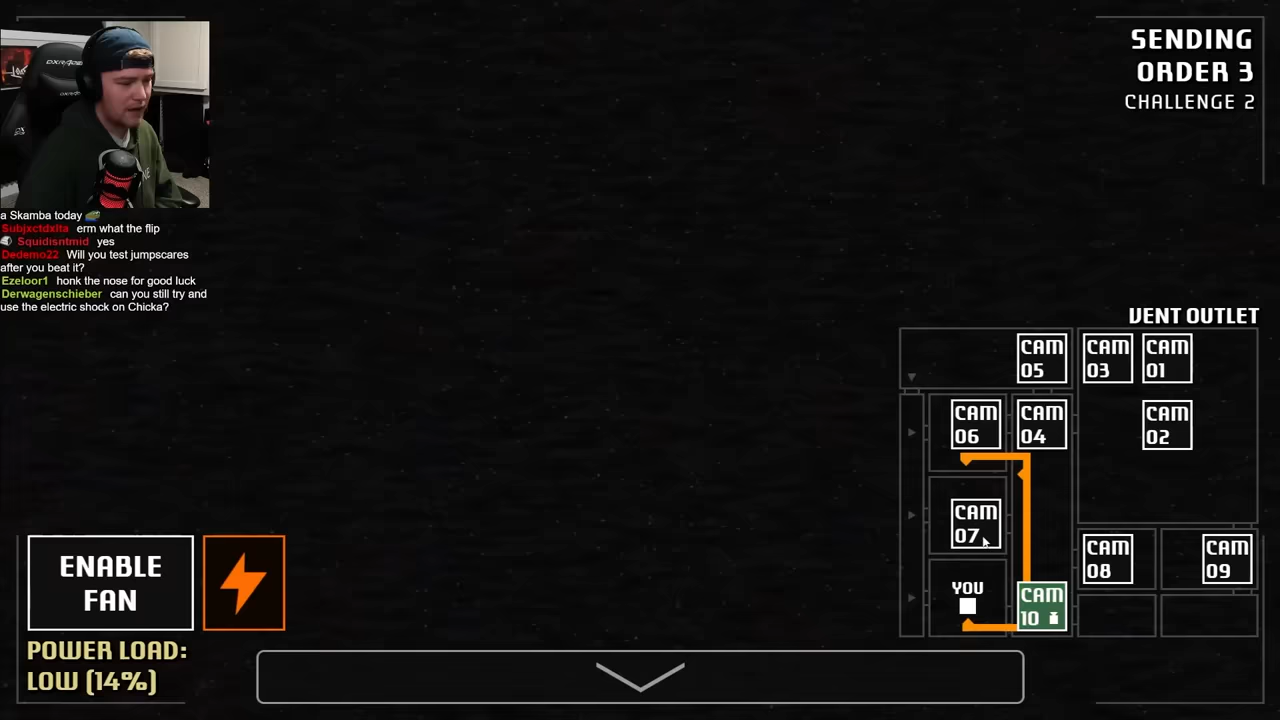 SENDING
ORDER 3
CHALLENGE 2
a Skamba today
Subjxctdxlta erm what the flip
Squidisntmid yes
Dedemo22 Will you test jumpscares
after you beat it?
Ezeloor1 honk the nose for good luck
Derwagenschieber can you still try and
use the electric shock on Chicka?
VENT OUTLET
CAM
05
CAM
03
CAM
01
CAM
06
CAM
04
CAM
02
CAM
07
CAM
08
CAM
09
YOU
CAM
10
ENABLE
FAN
POWER LOAD:
LOW (14%)